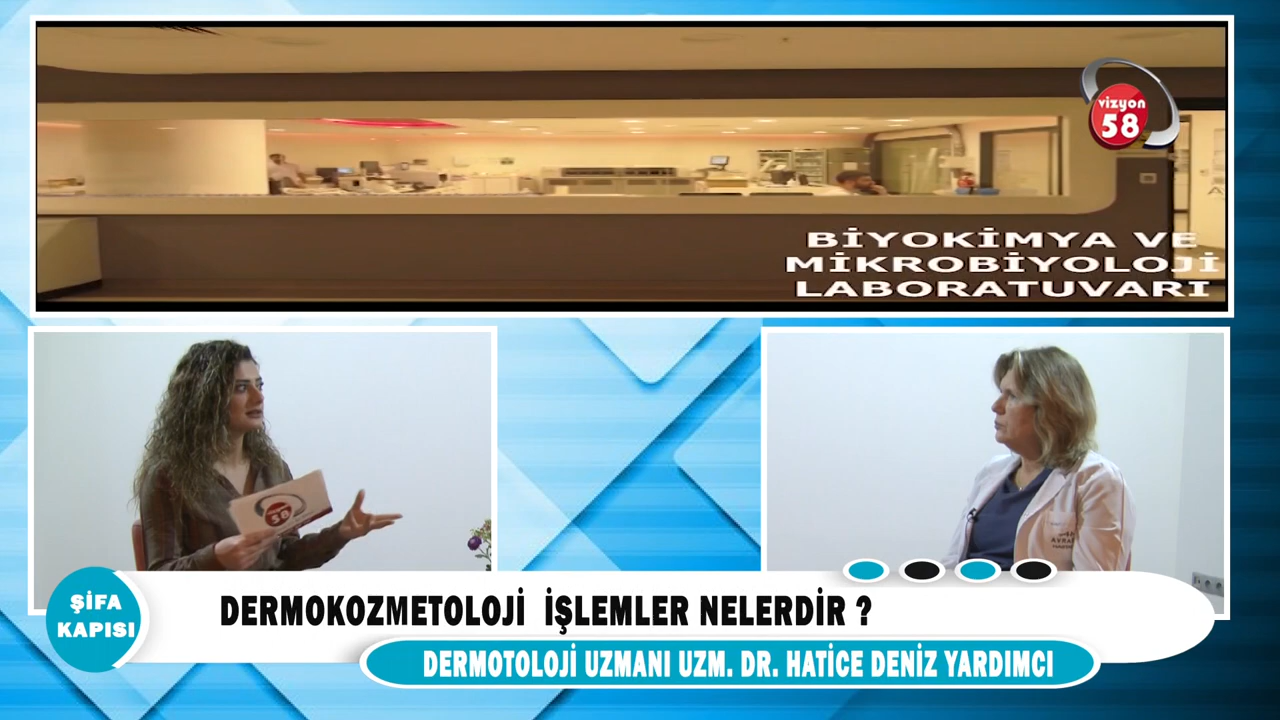 vizyon
58
BİYOKİMYA VE
MİKROBİYOLOJİ
LABORATUVARI
58
ŞİFA
KAPISI
DERMOKOZMETOLOJİ İŞLEMLER NELERDİR ?
DERMOTOLOJİ UZMANI UZM. DR. HATİCE DENİZ YARDIMCI